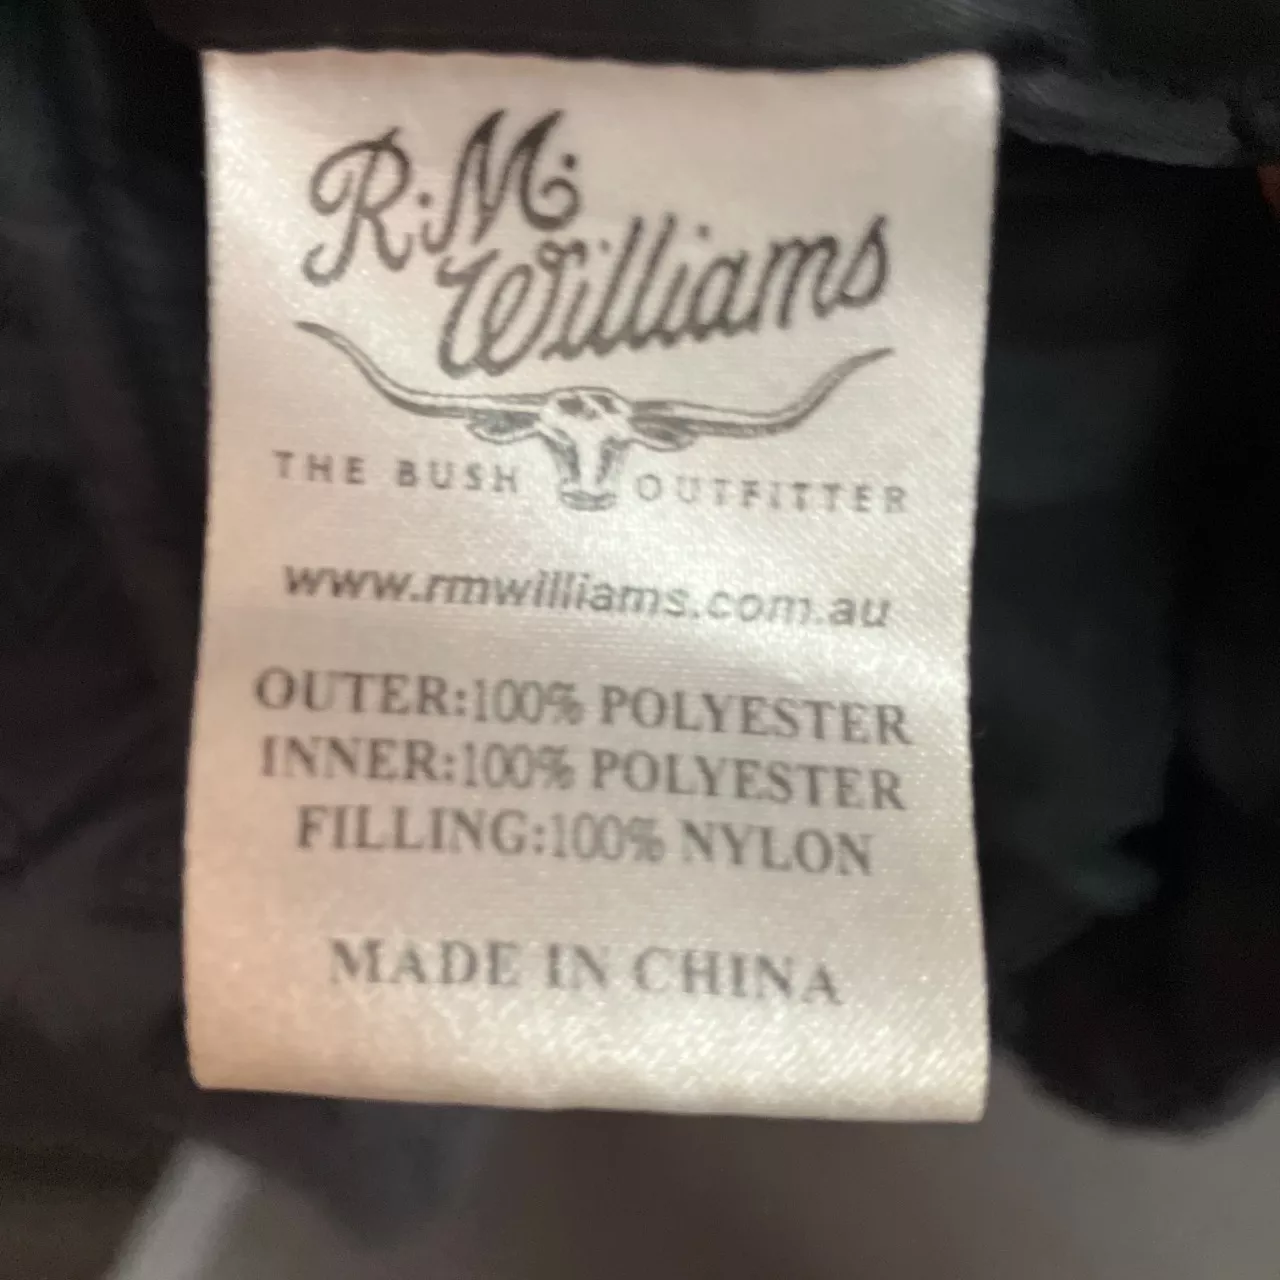 R.M.
Williams
THE BUSH OUTFITTER
www.rmwilliams.com.au
OUTER:100% POLYESTER
INNER:100% POLYESTER
FILLING:100% NYLON
MADE IN CHINA